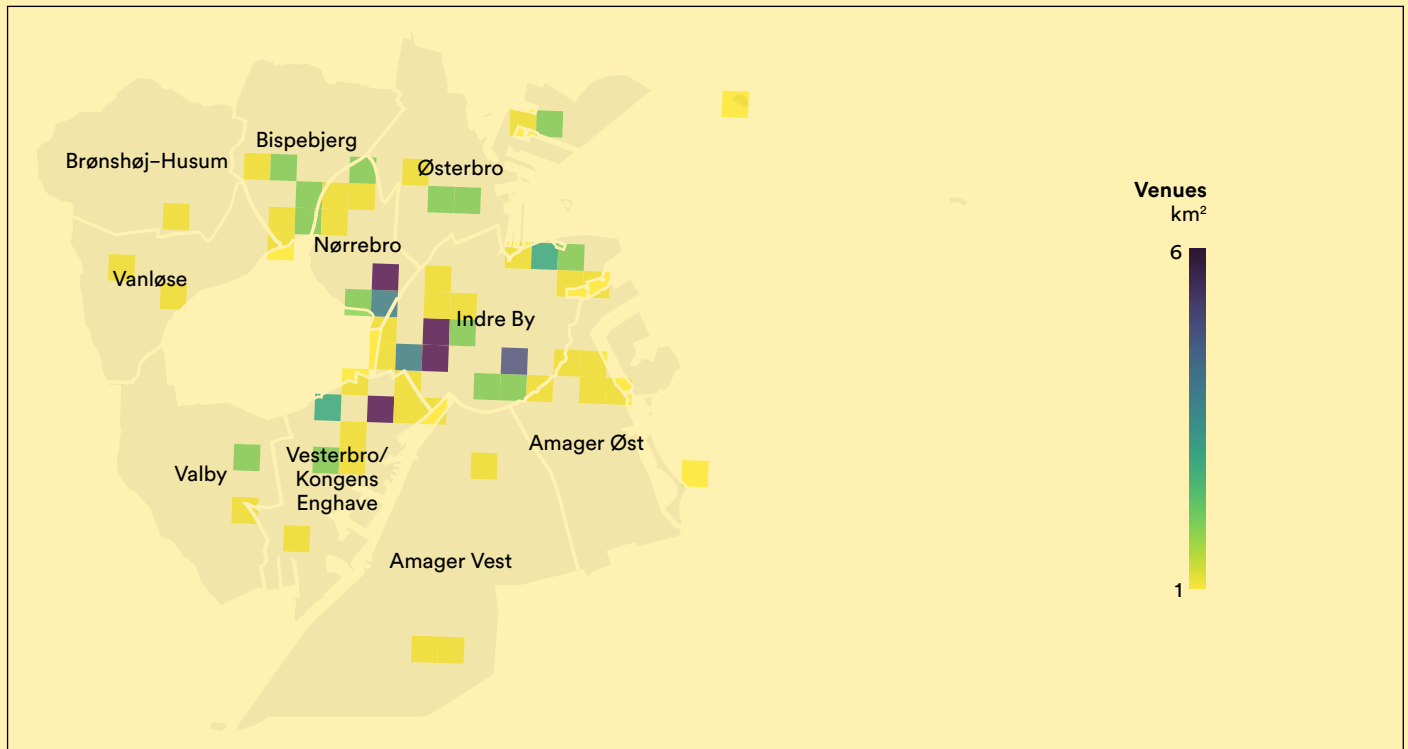 Bispebjerg
Brønshøj–Husum
Østerbro
Venues
km²
Nørrebro
6
Vanløse
Indre By
Amager Øst
Vesterbro/
Valby
Kongens
Enghave
Amager Vest
1